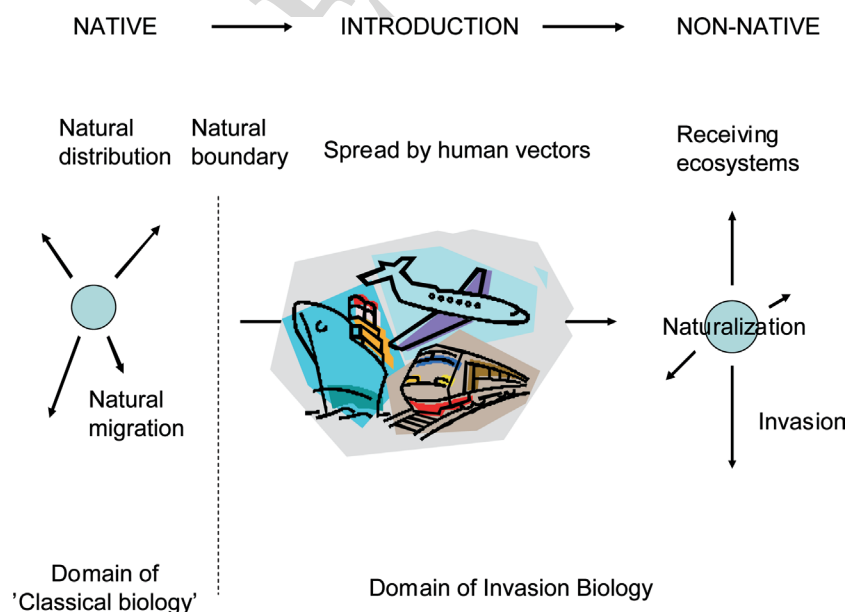 NATIVE INTRODUCTION NON-NATIVE
Natural
distribution
Natural
boundary
Spread by human vectors
Receiving
ecosystems
Naturalization
Natural
migration
Invasion
Domain of
’Classical biology’
Domain of Invasion Biology